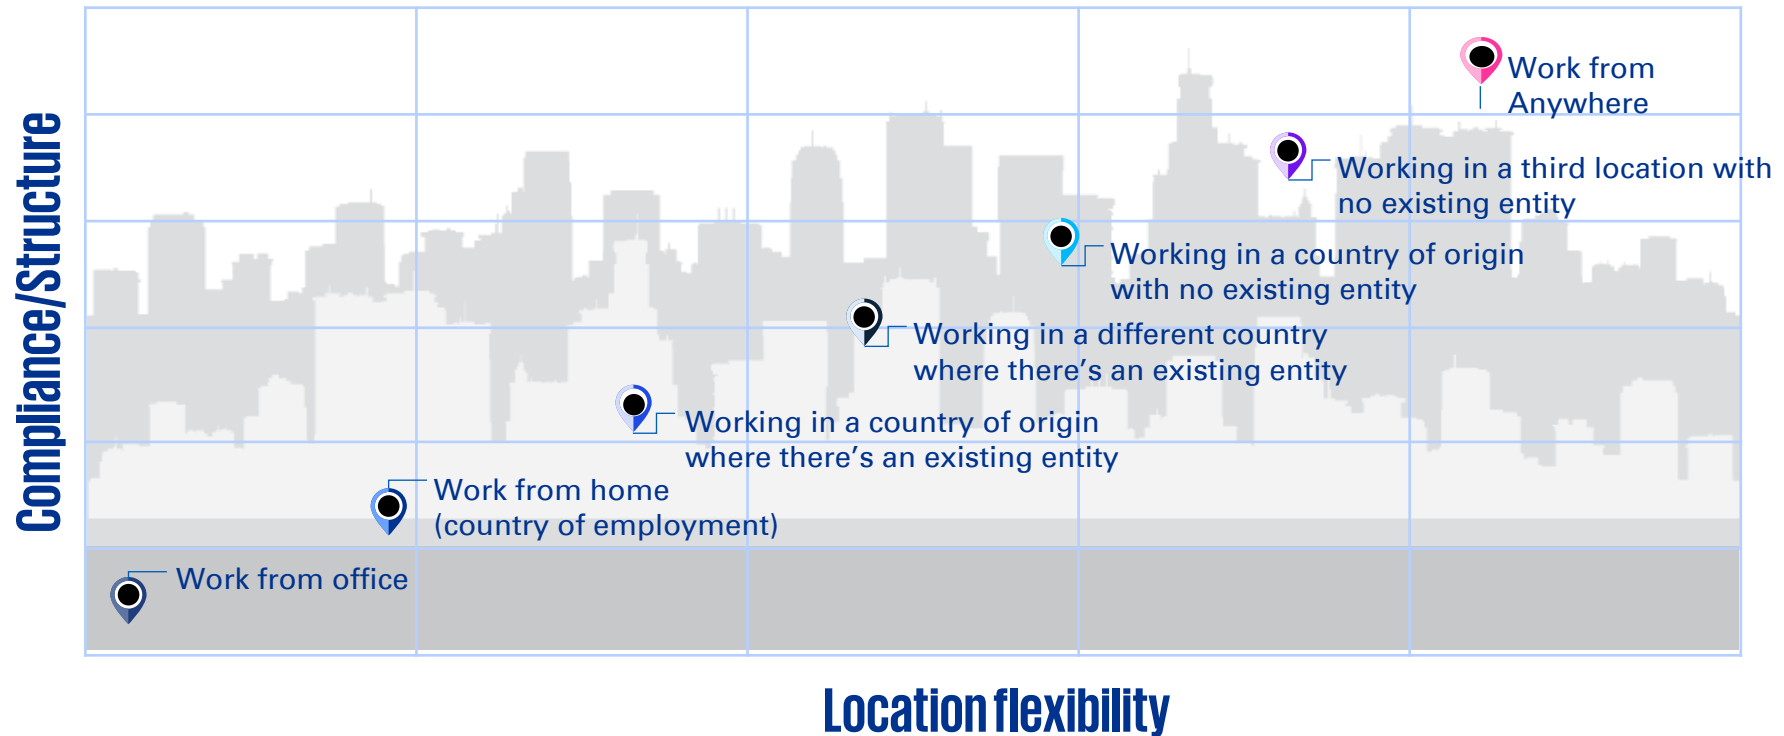 Compliance/Structure
Work from
Anywhere
Working in a third location with
no existing entity
Working in a country of origin
with no existing entity
Working in a different country
where there’s an existing entity
Working in a country of origin
where there’s an existing entity
Work from home
(country of employment)
Work from office
Location flexibility